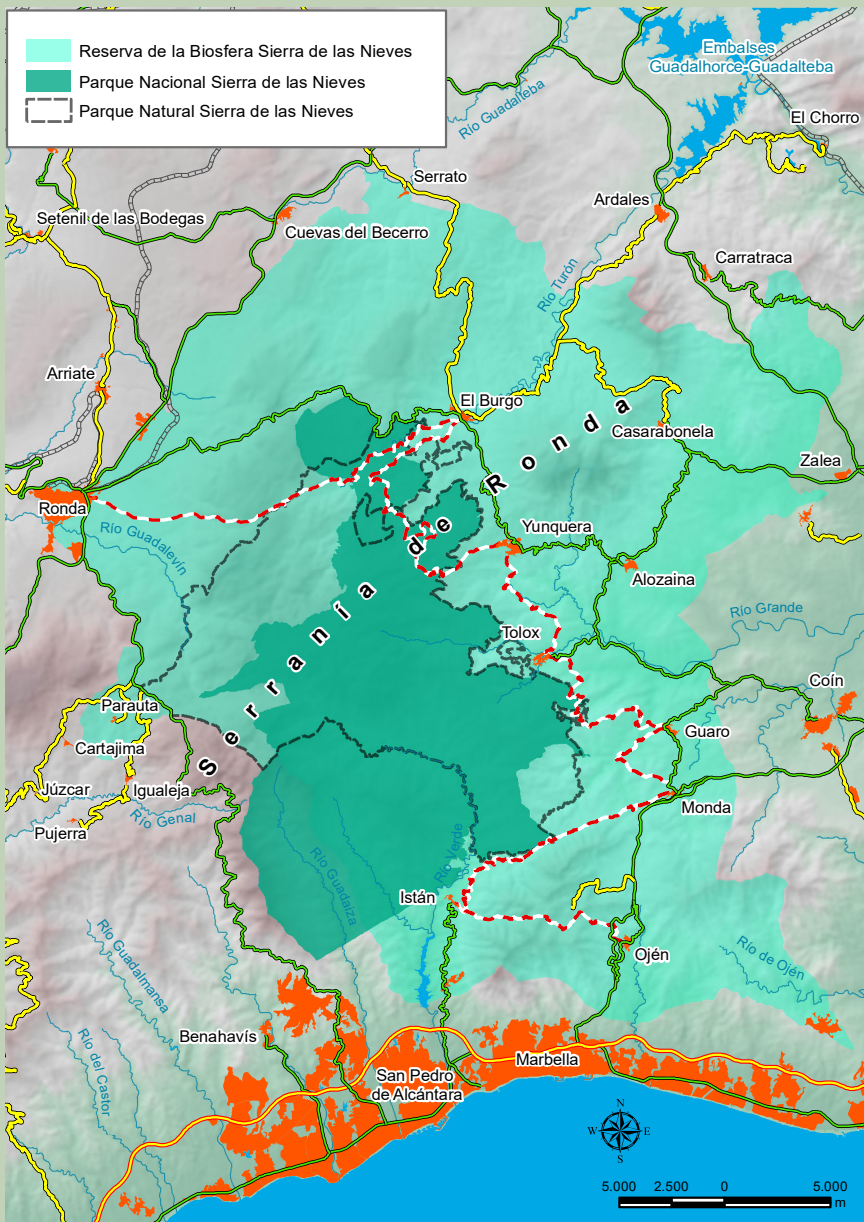 Reserva de la Biosfera Sierra de las Nieves
Parque Nacional Sierra de las Nieves
Parque Natural Sierra de las Nieves
Embalses
Guadalhorce-Guadalteba
Río Guadalteba
El Chorro
Serrato
Ardales
Setenil de las Bodegas
Cuevas del Becerro
Carratraca
Río Turón
Arriate
El Burgo
Casarabonela
Zalea
Ronda
Río Guadalevín
Yunquera
Alozaina
Serranía de Ronda
Río Grande
Tolox
Coín
Parauta
Guaro
Cartajima
Júzcar
Igualeja
Monda
Río Genal
Pujerra
Río Verde
Río Guadaíza
Istán
Ojén
Río de Ojén
Río Guadalmansa
Benahavís
Río del Castor
Marbella
San Pedro
de Alcántara
N
W E
S
5.000 2.500 0 5.000
m